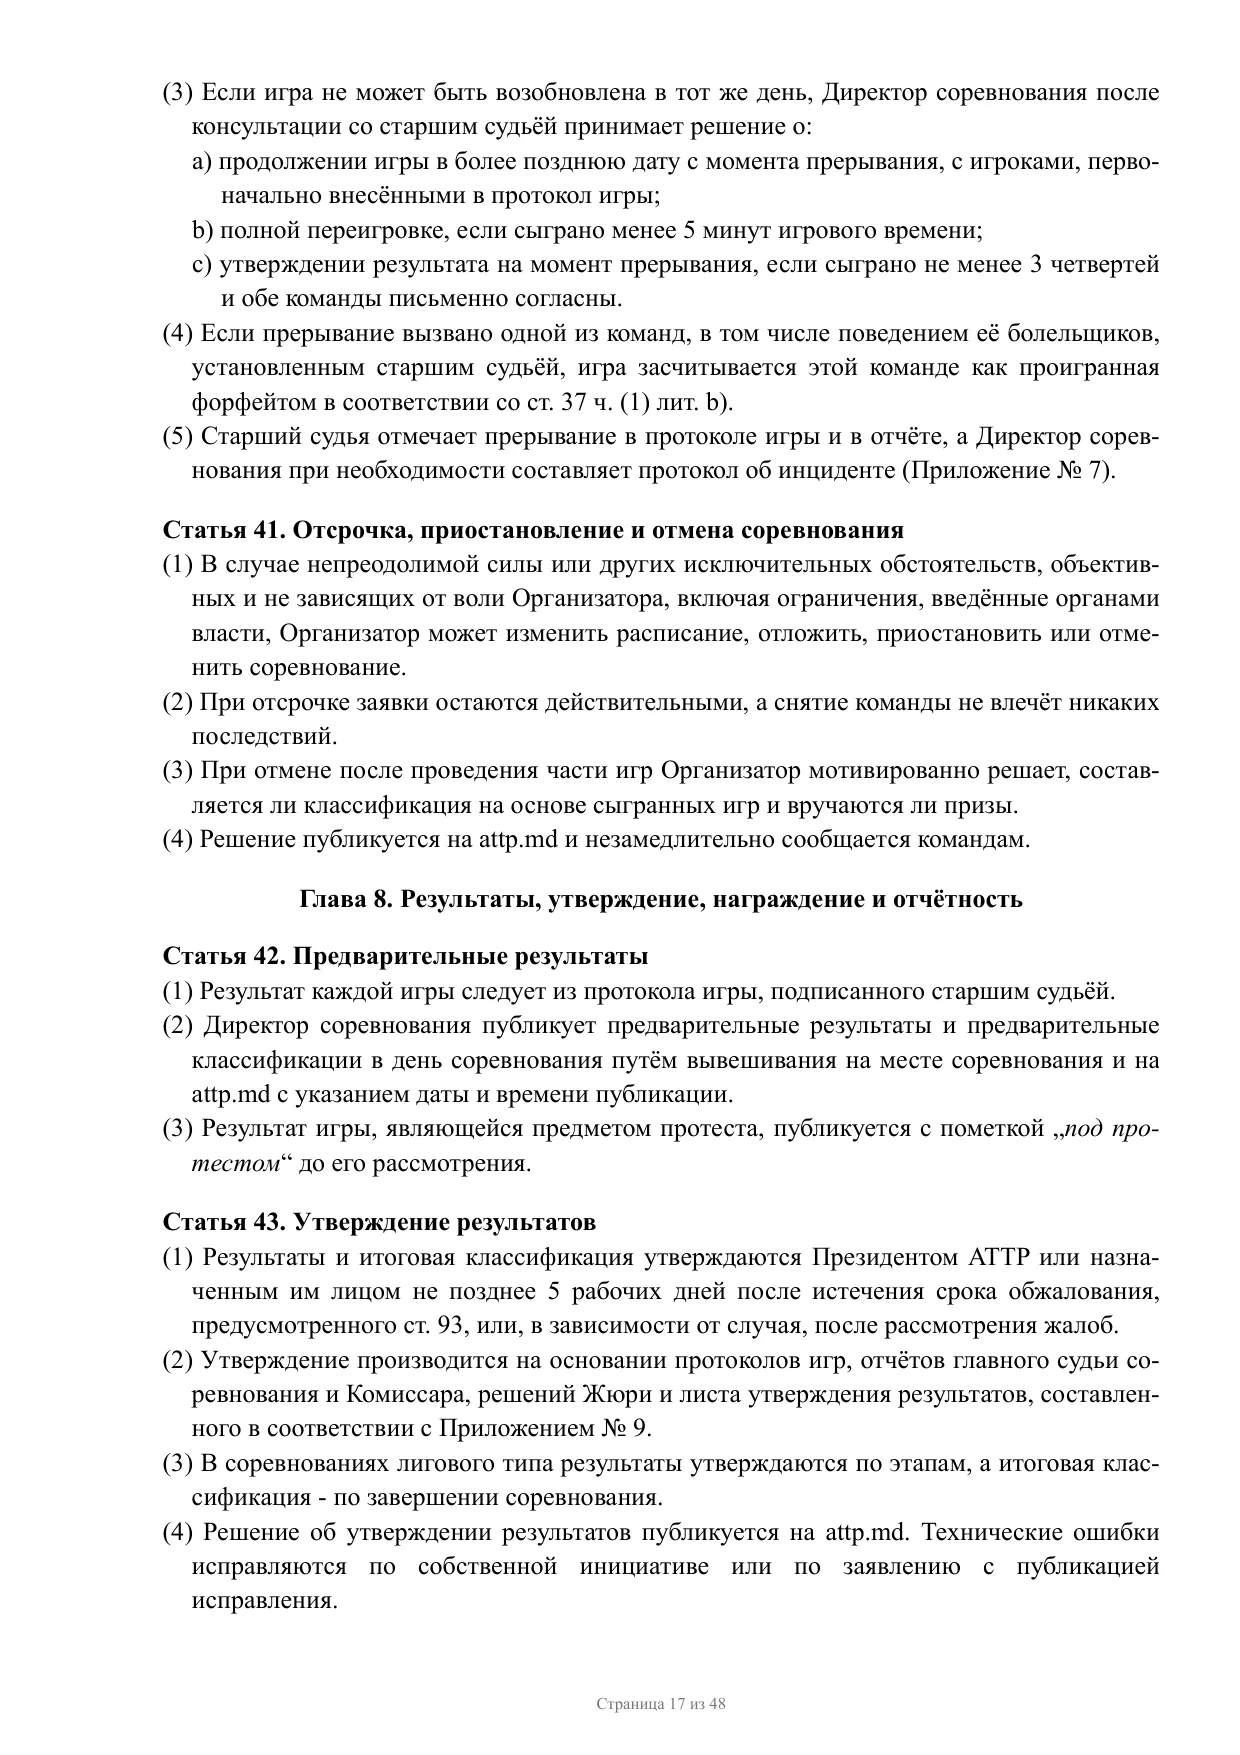 (3) Если игра не может быть возобновлена в тот же день, Директор соревнования после
консультации со старшим судьёй принимает решение о:
a) продолжении игры в более позднюю дату с момента прерывания, с игроками, перво-
начально внесёнными в протокол игры;
b) полной переигровке, если сыграно менее 5 минут игрового времени;
c) утверждении результата на момент прерывания, если сыграно не менее 3 четвертей
и обе команды письменно согласны.
(4) Если прерывание вызвано одной из команд, в том числе поведением её болельщиков,
установленным старшим судьёй, игра засчитывается этой команде как проигранная
форфейтом в соответствии со ст. 37 ч. (1) лит. b).
(5) Старший судья отмечает прерывание в протоколе игры и в отчёте, а Директор сорев-
нования при необходимости составляет протокол об инциденте (Приложение № 7).
Статья 41. Отсрочка, приостановление и отмена соревнования
(1) В случае непреодолимой силы или других исключительных обстоятельств, объектив-
ных и не зависящих от воли Организатора, включая ограничения, введённые органами
власти, Организатор может изменить расписание, отложить, приостановить или отме-
нить соревнование.
(2) При отсрочке заявки остаются действительными, а снятие команды не влечёт никаких
последствий.
(3) При отмене после проведения части игр Организатор мотивированно решает, состав-
ляется ли классификация на основе сыгранных игр и вручаются ли призы.
(4) Решение публикуется на attp.md и незамедлительно сообщается командам.
Глава 8. Результаты, утверждение, награждение и отчётность
Статья 42. Предварительные результаты
(1) Результат каждой игры следует из протокола игры, подписанного старшим судьёй.
(2) Директор соревнования публикует предварительные результаты и предварительные
классификации в день соревнования путём вывешивания на месте соревнования и на
attp.md с указанием даты и времени публикации.
(3) Результат игры, являющейся предметом протеста, публикуется с пометкой „под про-
тестом“ до его рассмотрения.
Статья 43. Утверждение результатов
(1) Результаты и итоговая классификация утверждаются Президентом АТТР или назна-
ченным им лицом не позднее 5 рабочих дней после истечения срока обжалования,
предусмотренного ст. 93, или, в зависимости от случая, после рассмотрения жалоб.
(2) Утверждение производится на основании протоколов игр, отчётов главного судьи со-
ревнования и Комиссара, решений Жюри и листа утверждения результатов, составлен-
ного в соответствии с Приложением № 9.
(3) В соревнованиях лигового типа результаты утверждаются по этапам, а итоговая клас-
сификация - по завершении соревнования.
(4) Решение об утверждении результатов публикуется на attp.md. Технические ошибки
исправляются по собственной инициативе или по заявлению с публикацией
исправления.
Страница 17 из 48